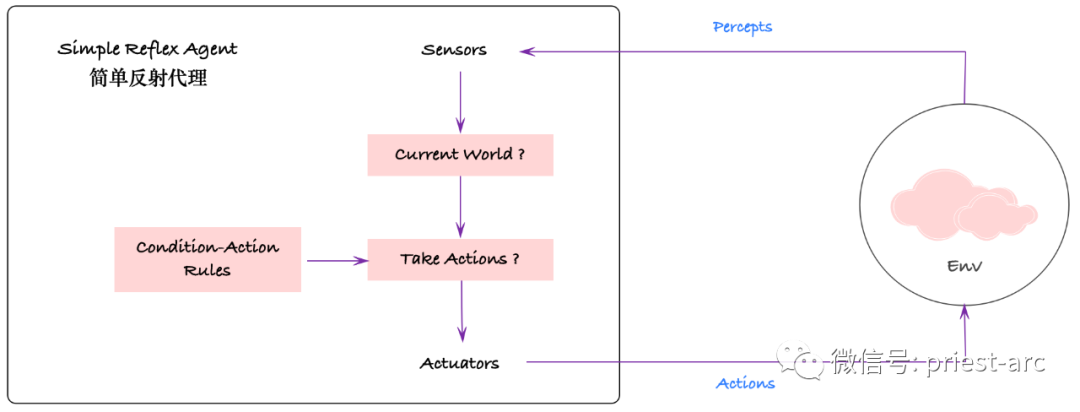 Simple Reflex Agent
简单反射代理
Sensors
Percepts
Current World ?
Condition-Action
Rules
Take Actions ?
Env
Actuators
Actions
微信号: priest-arc